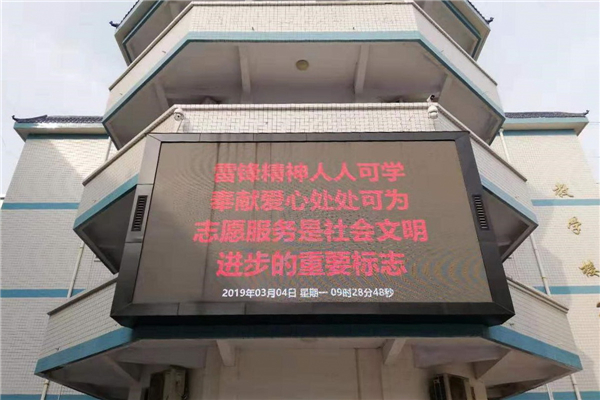 雷锋精神人人可学
奉献爱心处处可为
志愿服务是社会文明
进步的重要标志
2019年03月04日 星期一 09时28分48秒
教学楼